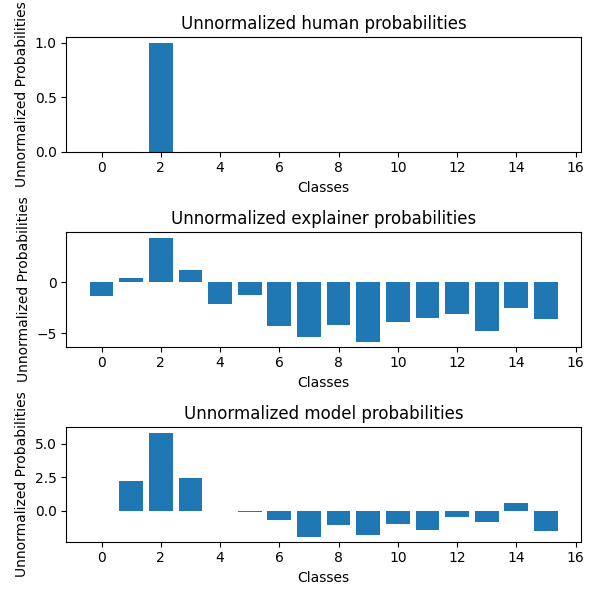 Unnormalized human probabilities
Unnormalized Probabilities
1.0
0.5
0.0
0 2 4 6 8 10 12 14 16
Classes
Unnormalized explainer probabilities
Unnormalized Probabilities
0
−5
0 2 4 6 8 10 12 14 16
Classes
Unnormalized model probabilities
Unnormalized Probabilities
5.0
2.5
0.0
0 2 4 6 8 10 12 14 16
Classes